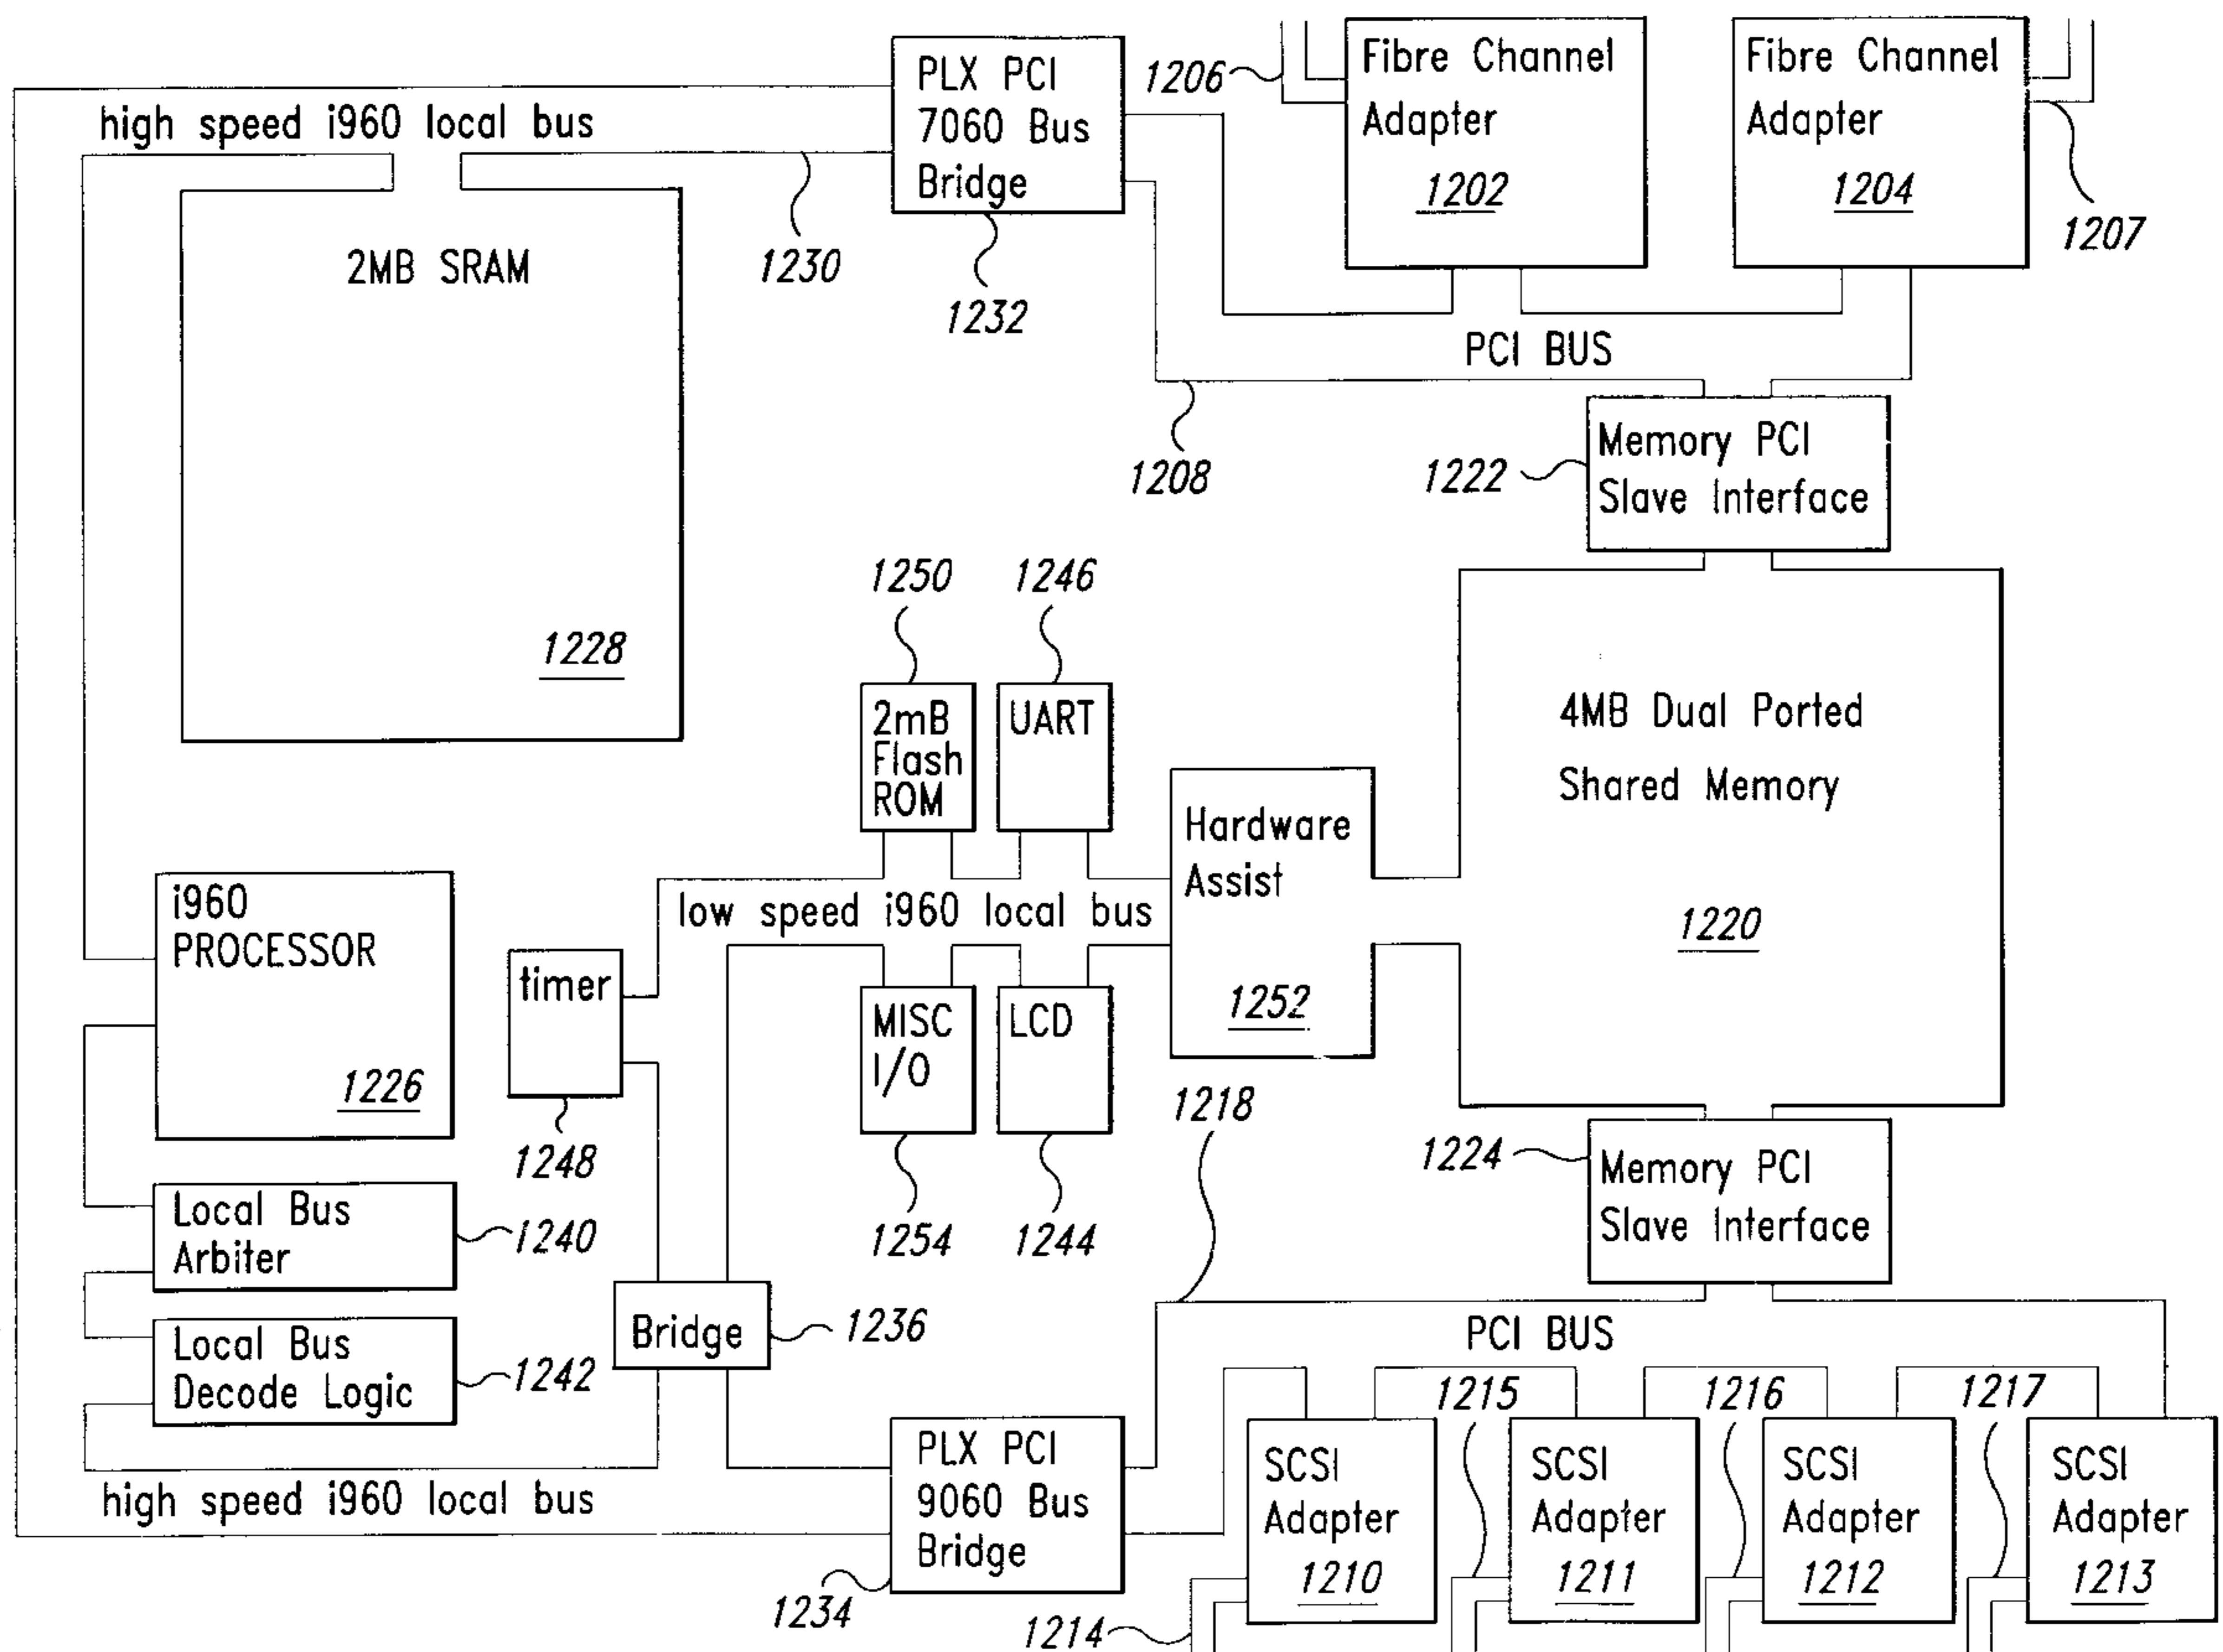 high speed i960 local bus
PLX PCI
7060 Bus
Bridge
1232
1230
1206
Fibre Channel
Adapter
1202
Fibre Channel
Adapter
1204
1207
2MB SRAM
1228
PCI BUS
1208
1222
Memory PCI
Slave Interface
1250
1246
2mB
Flash
ROM
UART
4MB Dual Ported
Shared Memory
1220
Hardware
Assist
1252
low speed i960 local bus
i960
PROCESSOR
1226
timer
1248
MISC
I/O
1254
LCD
1244
1218
1224
Memory PCI
Slave Interface
Local Bus
Arbiter
1240
Local Bus
Decode Logic
1242
Bridge
1236
PCI BUS
high speed i960 local bus
PLX PCI
9060 Bus
Bridge
1234
1215
1216
1217
SCSI
Adapter
1210
1214
SCSI
Adapter
1211
SCSI
Adapter
1212
SCSI
Adapter
1213